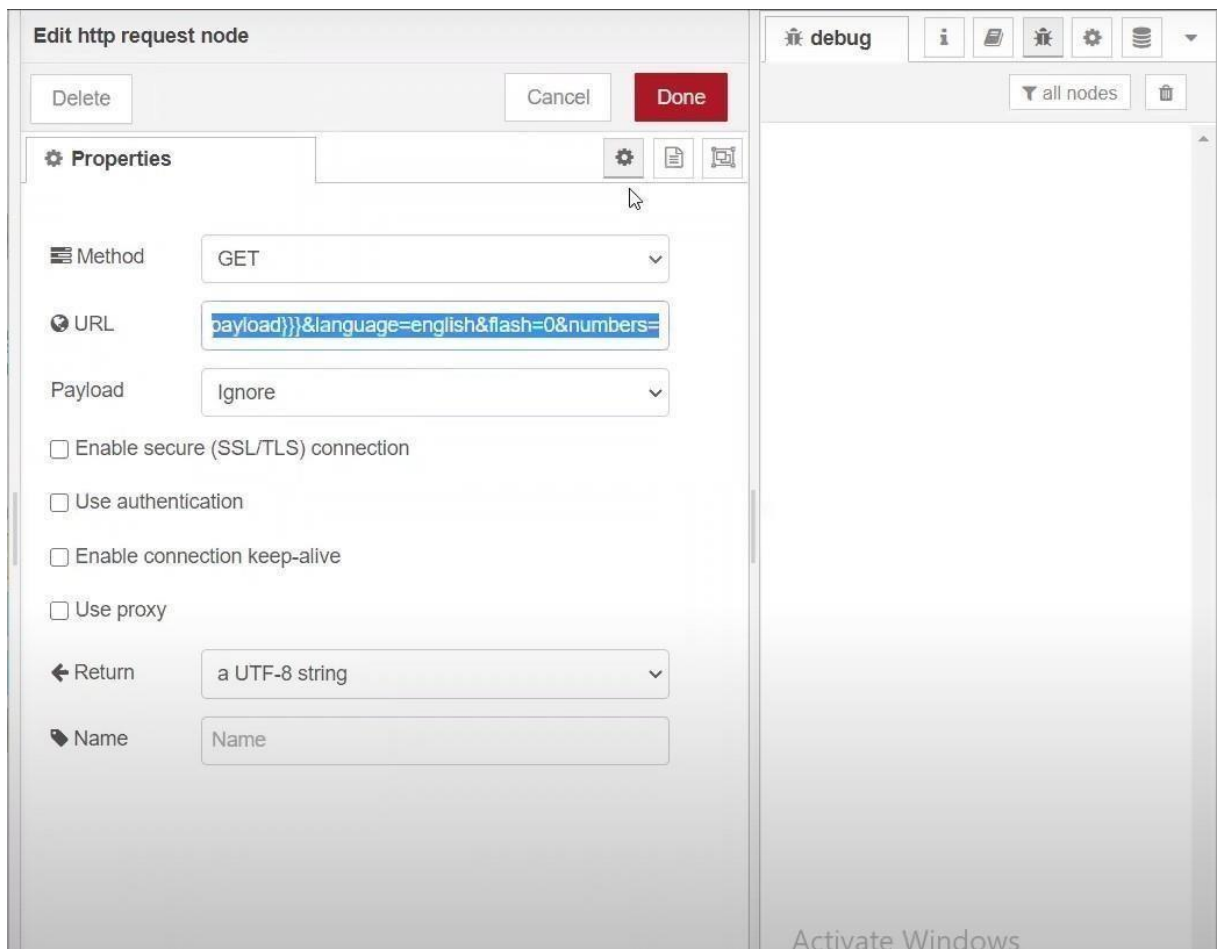 Edit http request node
debug
Delete
Cancel
Done
all nodes
Properties
Method
GET
URL
payload}}}&language=english&flash=0&numbers=
Payload
Ignore
Enable secure (SSL/TLS) connection
Use authentication
Enable connection keep-alive
Use proxy
Return
a UTF-8 string
Name
Name
Activate Windows